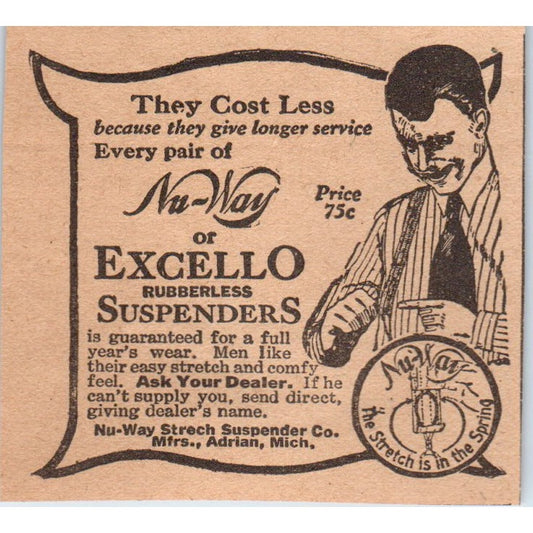 They Cost Less
because they give longer service
Every pair of
Nu-Way
Price
75c
or
EXCELLO
RUBBERLESS
SUSPENDERS
is guaranteed for a full
year's wear. Men like
their easy stretch and comfy
feel. Ask Your Dealer. If he
can't supply you, send direct,
giving dealer's name.
Nu-Way Strech Suspender Co.
Mfrs., Adrian, Mich.
Nu-Way
The Stretch is in the Spring